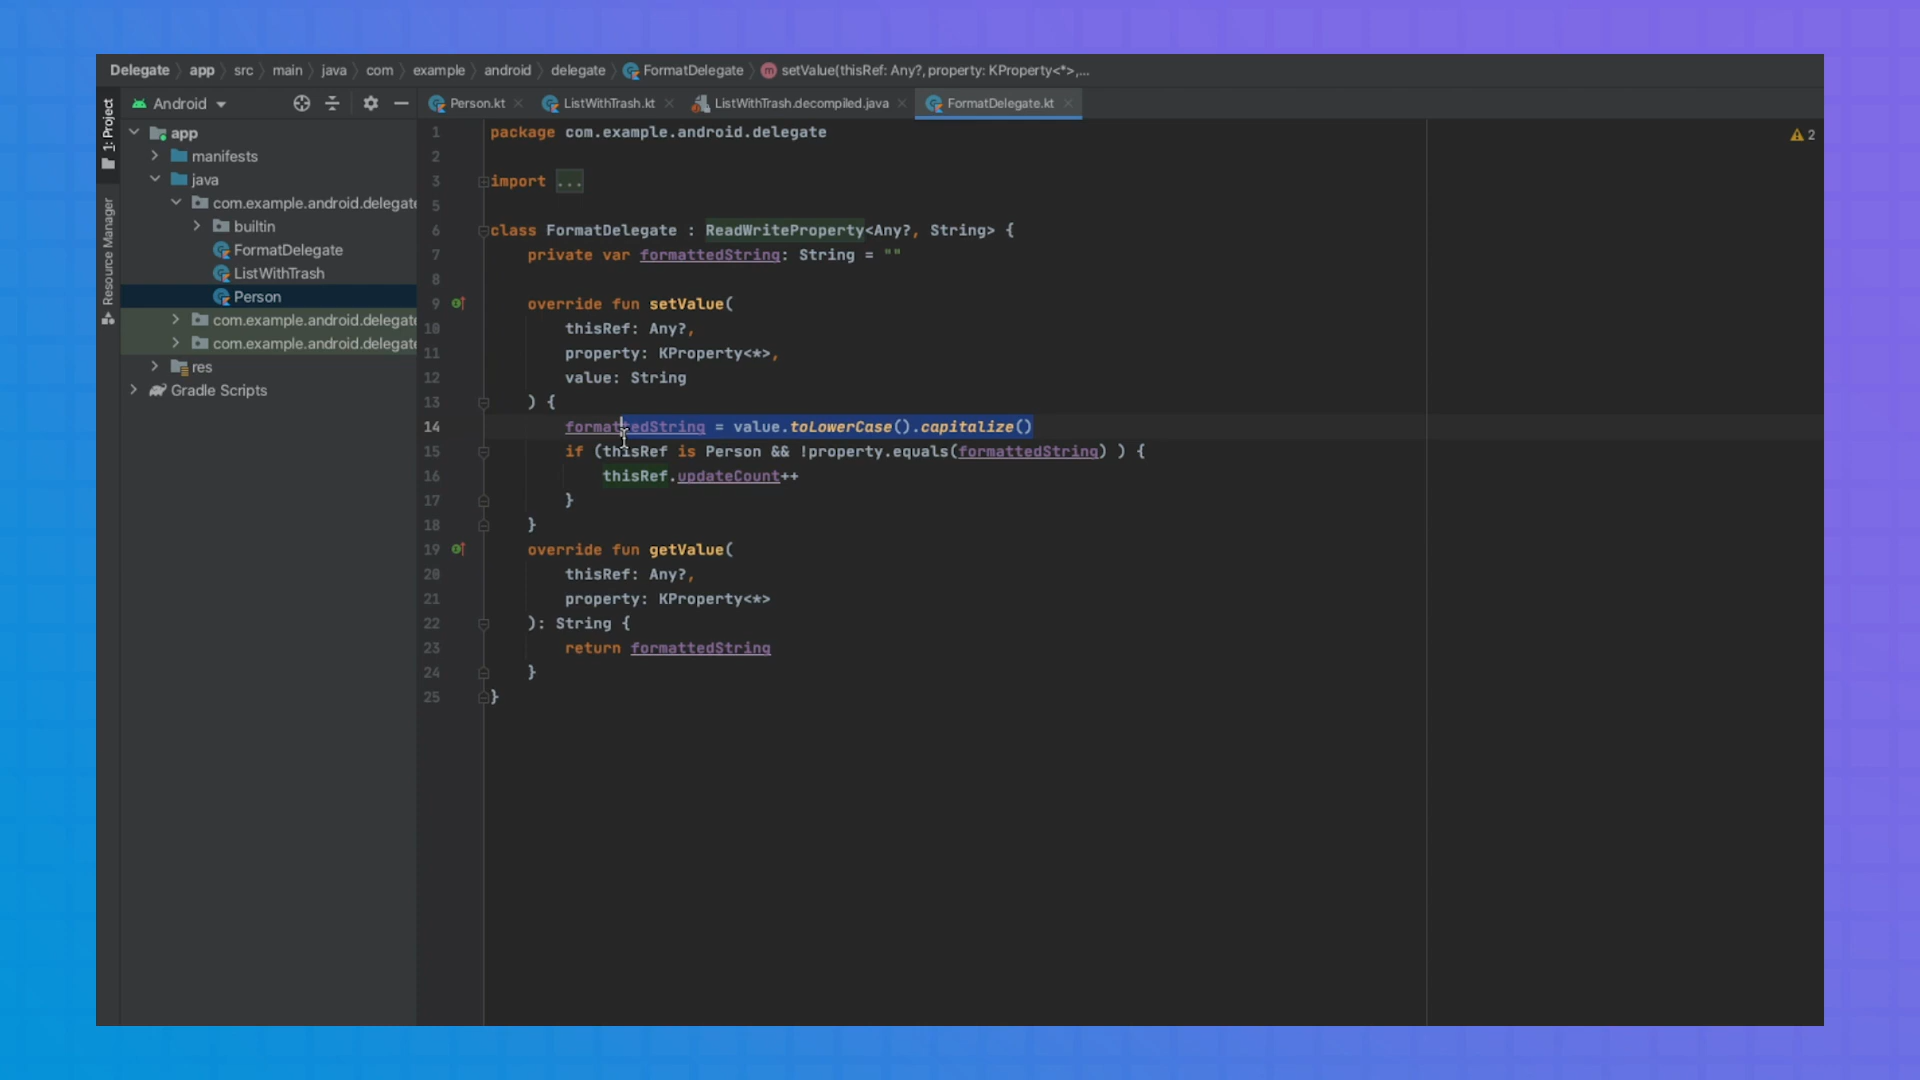 Delegate app src main java com example android delegate FormatDelegate setValue(thisRef: Any?, property: KProperty<*>,...
1: Project
Resource Manager
Android
app
manifests
java
com.example.android.delegate
builtin
FormatDelegate
ListWithTrash
Person
com.example.android.delegate
com.example.android.delegate
res
Gradle Scripts
Person.kt ListWithTrash.kt ListWithTrash.decompiled.java FormatDelegate.kt
2
1 package com.example.android.delegate
2
3 import ...
5
6 class FormatDelegate : ReadWriteProperty<Any?, String> {
7 private var formattedString: String = ""
8
9 override fun setValue(
10 thisRef: Any?,
11 property: KProperty<*>,
12 value: String
13 ) {
14 formattedString = value.toLowerCase().capitalize()
15 if (thisRef is Person && !property.equals(formattedString) ) {
16 thisRef.updateCount++
17 }
18 }
19 override fun getValue(
20 thisRef: Any?,
21 property: KProperty<*>
22 ): String {
23 return formattedString
24 }
25 }